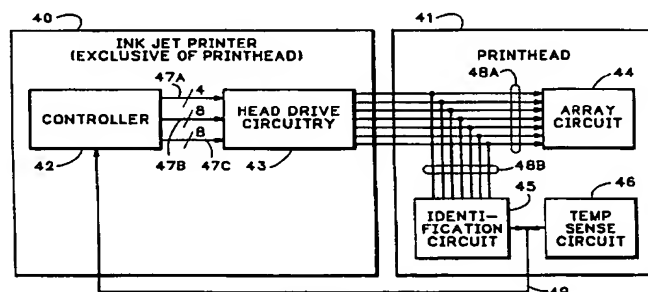 40
41
INK JET PRINTER
(EXCLUSIVE OF PRINTHEAD)
PRINTHEAD
47A
4
48A
44
CONTROLLER
8
HEAD DRIVE
CIRCUITRY
ARRAY
CIRCUIT
8
42
47B
47C
43
48B
45
46
IDENTI-
FICATION
CIRCUIT
TEMP
SENSE
CIRCUIT